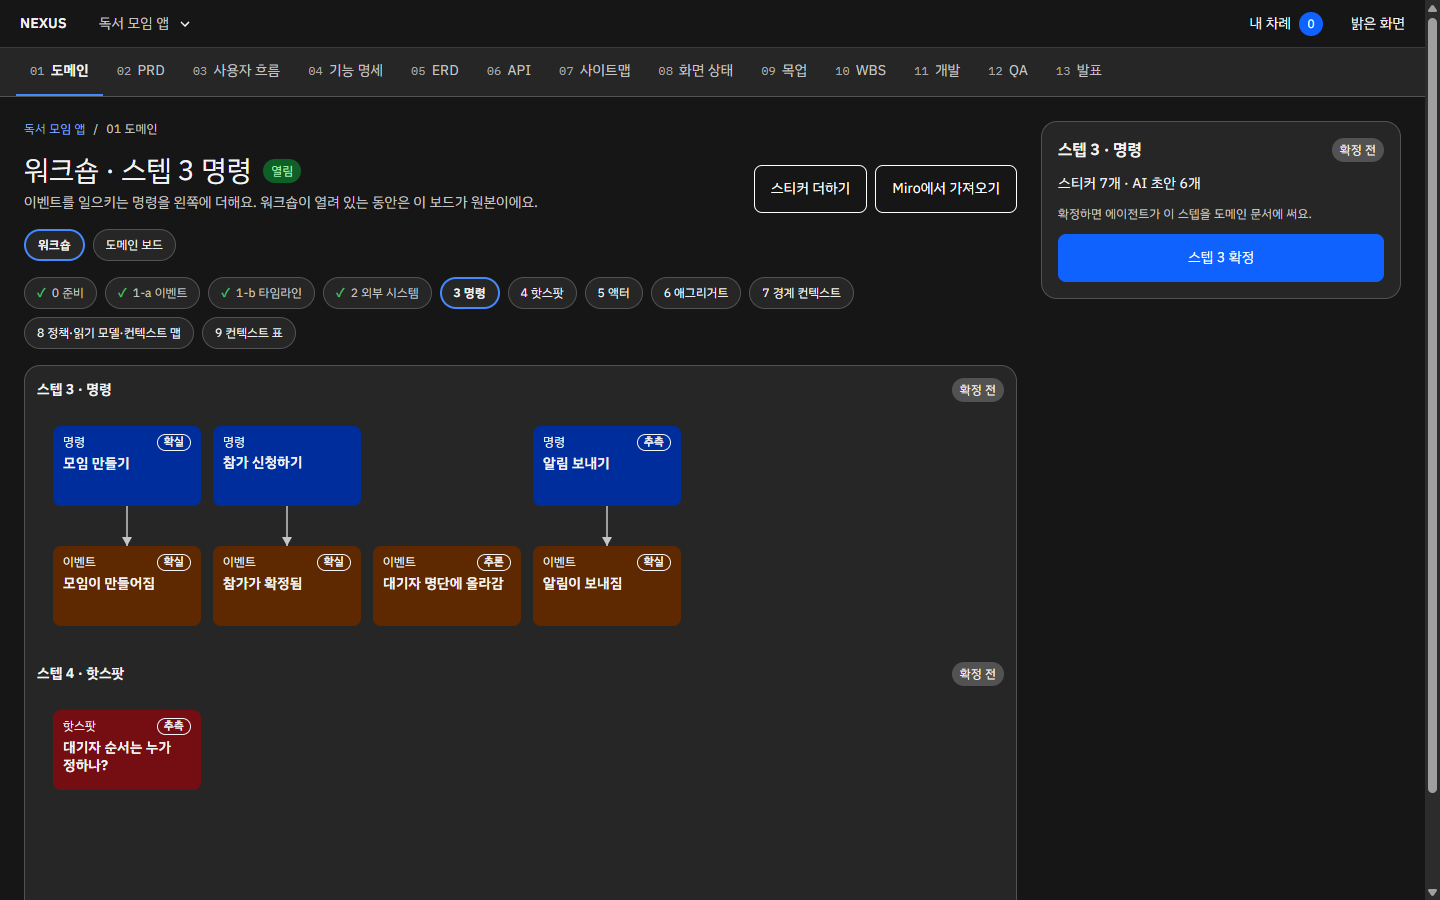 NEXUS 독서 모임 앱 내 차례 0 밝은 화면
01 도메인 02 PRD 03 사용자 흐름 04 기능 명세 05 ERD 06 API 07 사이트맵 08 화면 상태 09 목업 10 WBS 11 개발 12 QA 13 발표
독서 모임 앱 / 01 도메인
워크숍 · 스텝 3 명령 열림
이벤트를 일으키는 명령을 왼쪽에 더해요. 워크숍이 열려 있는 동안은 이 보드가 원본이에요.
스티커 더하기 Miro에서 가져오기
워크숍 도메인 보드
✓ 0 준비 ✓ 1-a 이벤트 ✓ 1-b 타임라인 ✓ 2 외부 시스템 3 명령 4 핫스팟 5 액터 6 애그리거트 7 경계 컨텍스트
8 정책·읽기 모델·컨텍스트 맵 9 컨텍스트 표
스텝 3 · 명령 확정 전
스티커 7개 · AI 초안 6개
확정하면 에이전트가 이 스텝을 도메인 문서에 써요.
스텝 3 확정
스텝 3 · 명령 확정 전
명령 확실
모임 만들기
명령
참가 신청하기
명령 추측
알림 보내기
이벤트 확실
모임이 만들어짐
이벤트 확실
참가가 확정됨
이벤트 추론
대기자 명단에 올라감
이벤트 확실
알림이 보내짐
스텝 4 · 핫스팟 확정 전
핫스팟 추측
대기자 순서는 누가
정하나?